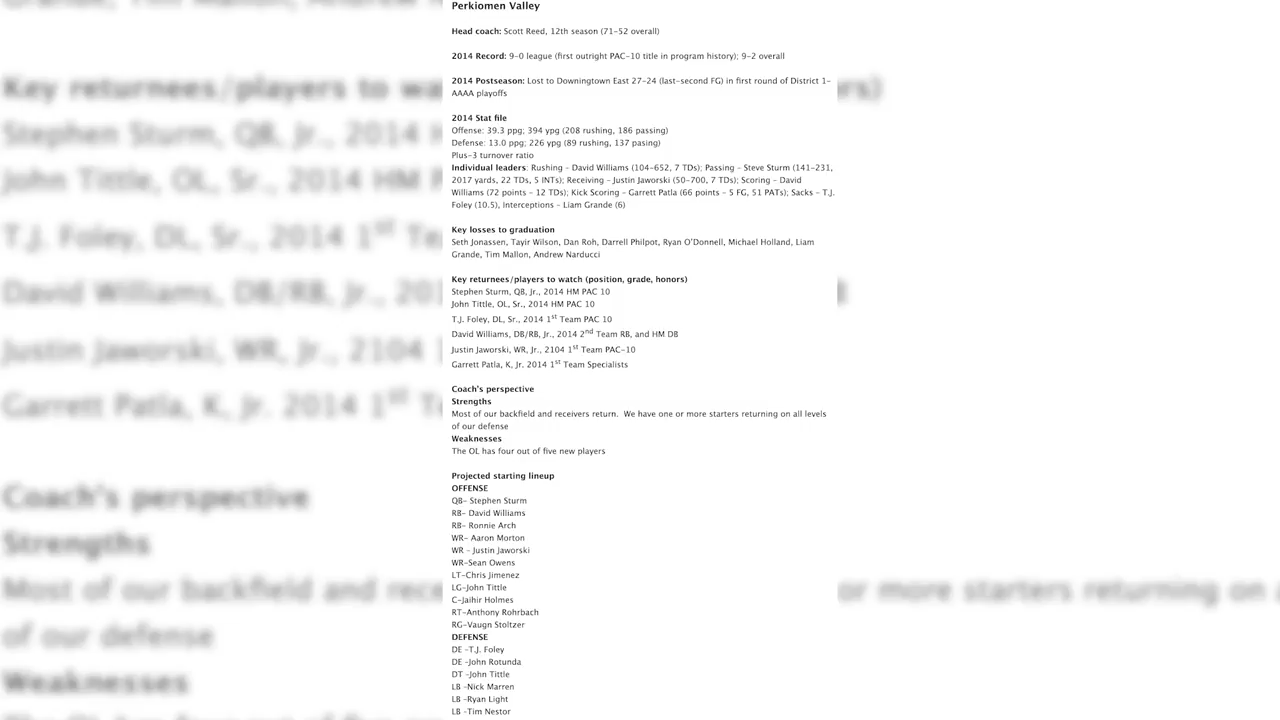 Perkiomen Valley
Head coach: Scott Reed, 12th season (71-52 overall)
2014 Record: 9-0 league (first outright PAC-10 title in program history); 9-2 overall
2014 Postseason: Lost to Downingtown East 27-24 (last-second FG) in first round of District 1-
AAAA playoffs
2014 Stat file
Offense: 39.3 ppg; 394 ypg (208 rushing, 186 passing)
Defense: 13.0 ppg; 226 ypg (89 rushing, 137 pasing)
Plus-3 turnover ratio
Individual leaders: Rushing - David Williams (104-652, 7 TDs); Passing - Steve Sturm (141-231,
2017 yards, 22 TDs, 5 INTs); Receiving - Justin Jaworski (50-700, 7 TDs); Scoring - David
Williams (72 points - 12 TDs); Kick Scoring - Garrett Patla (66 points - 5 FG, 51 PATs); Sacks - T.J.
Foley (10.5), Interceptions - Liam Grande (6)
Key losses to graduation
Seth Jonassen, Tayir Wilson, Dan Roh, Darrell Philpot, Ryan O'Donnell, Michael Holland, Liam
Grande, Tim Mallon, Andrew Narducci
Key returnees/players to watch (position, grade, honors)
Stephen Sturm, QB, Jr., 2014 HM PAC 10
John Tittle, OL, Sr., 2014 HM PAC 10
T.J. Foley, DL, Sr., 2014 1st Team PAC 10
David Williams, DB/RB, Jr., 2014 2nd Team RB, and HM DB
Justin Jaworski, WR, Jr., 2104 1st Team PAC-10
Garrett Patla, K, Jr. 2014 1st Team Specialists
Coach's perspective
Strengths
Most of our backfield and receivers return.  We have one or more starters returning on all levels
of our defense
Weaknesses
The OL has four out of five new players
Projected starting lineup
OFFENSE
QB- Stephen Sturm
RB- David Williams
RB- Ronnie Arch
WR- Aaron Morton
WR - Justin Jaworski
WR-Sean Owens
LT-Chris Jimenez
LG-John Tittle
C-Jaihir Holmes
RT-Anthony Rohrbach
RG-Vaugn Stoltzer
DEFENSE
DE -T.J. Foley
DE -John Rotunda
DT -John Tittle
LB -Nick Marren
LB -Ryan Light
LB -Tim Nestor